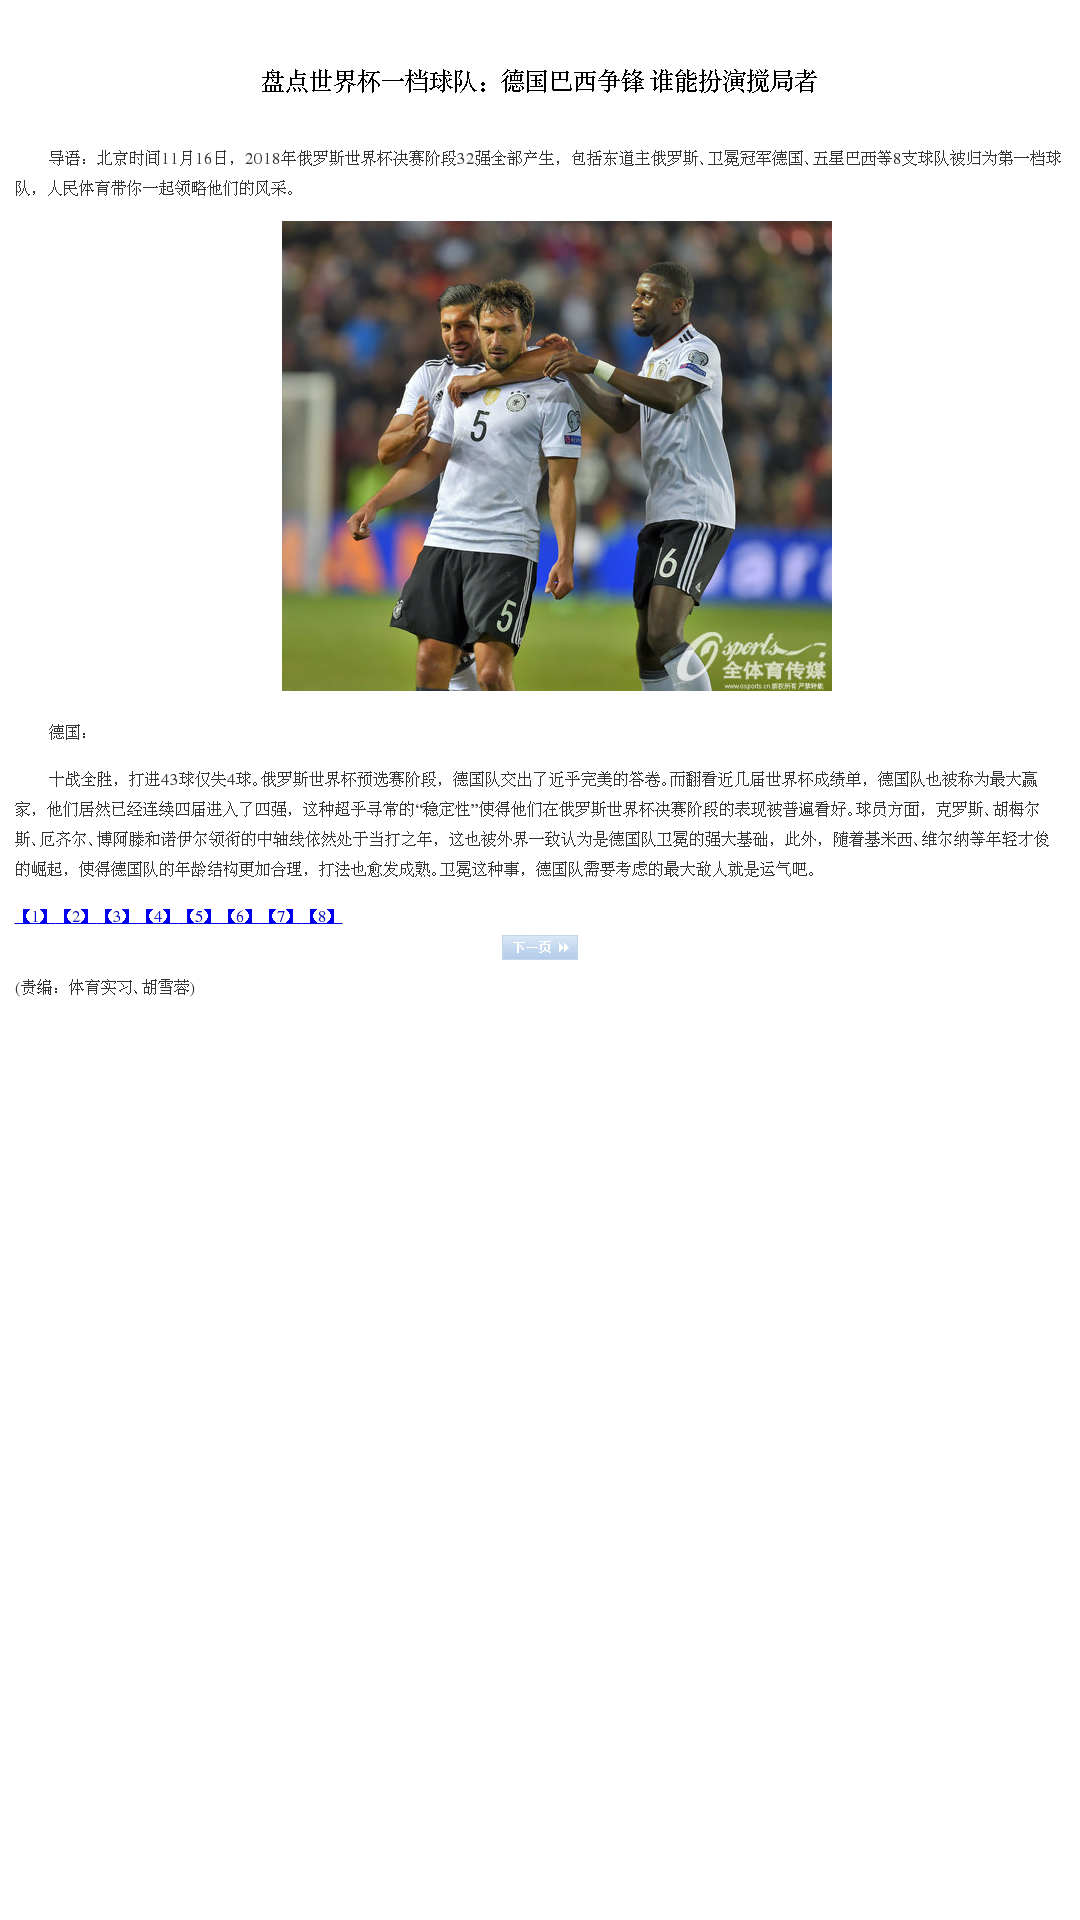 盘点世界杯一档球队：德国巴西争锋 谁能扮演搅局者
导语：北京时间11月16日，2018年俄罗斯世界杯决赛阶段32强全部产生，包括东道主俄罗斯、卫冕冠军德国、五星巴西等8支球队被归为第一档球
队，人民体育带你一起领略他们的风采。
5
5
16
osports
全体育传媒
www.osports.cn 版权所有 严禁转载
德国：
十战全胜，打进43球仅失4球。俄罗斯世界杯预选赛阶段，德国队交出了近乎完美的答卷。而翻看近几届世界杯成绩单，德国队也被称为最大赢
家，他们居然已经连续四届进入了四强，这种超乎寻常的“稳定性”使得他们在俄罗斯世界杯决赛阶段的表现被普遍看好。球员方面，克罗斯、胡梅尔
斯、厄齐尔、博阿滕和诺伊尔领衔的中轴线依然处于当打之年，这也被外界一致认为是德国队卫冕的强大基础，此外，随着基米西、维尔纳等年轻才俊
的崛起，使得德国队的年龄结构更加合理，打法也愈发成熟。卫冕这种事，德国队需要考虑的最大敌人就是运气吧。
【1】 【2】 【3】 【4】 【5】 【6】 【7】 【8】
下一页
(责编：体育实习、胡雪蓉)